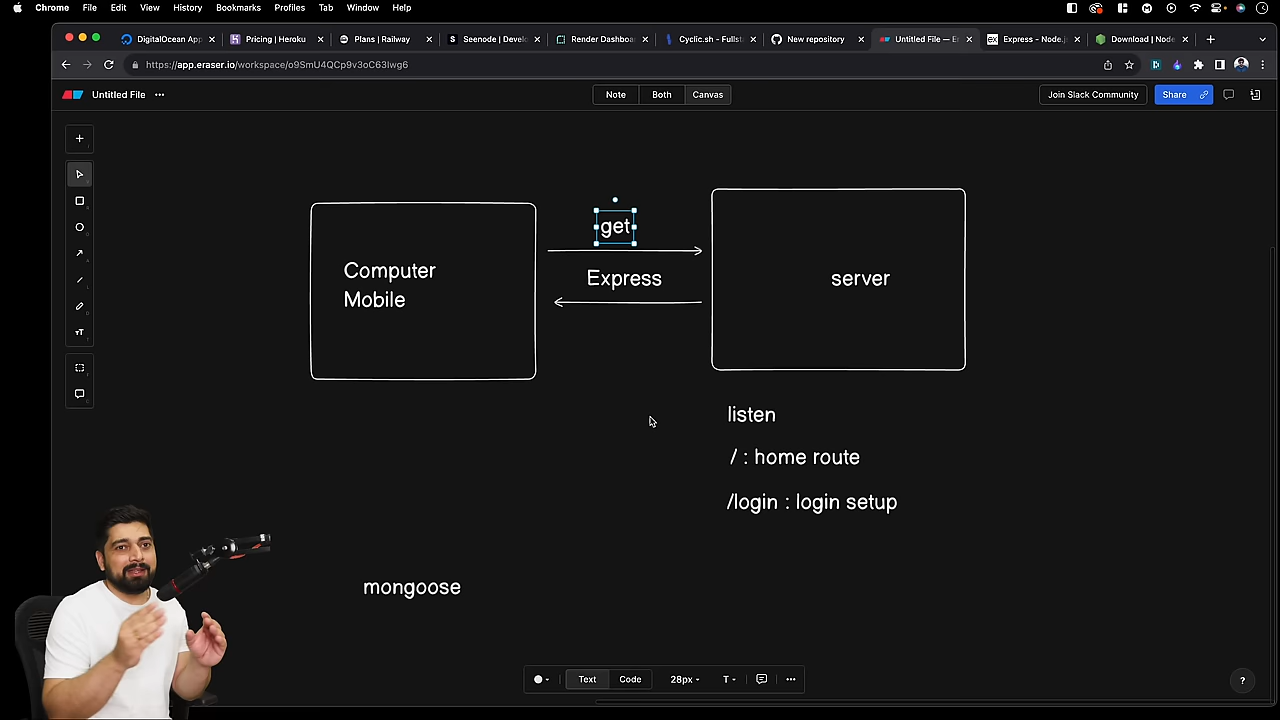 Chrome File Edit View History Bookmarks Profiles Tab Window Help
DigitalOcean App Pricing | Heroku Plans | Railway Seenode | Develo Render Dashboa Cyclic.sh - Fullsta New repository Untitled File — E Express - Node.j Download | Node
https://app.eraser.io/workspace/o9SmU4QCp9v3oC63Iwg6
Untitled File
Note Both Canvas
Join Slack Community
Share
get
Computer
Mobile
Express
server
listen
/ : home route
/login : login setup
mongoose
Text Code 28px T
?